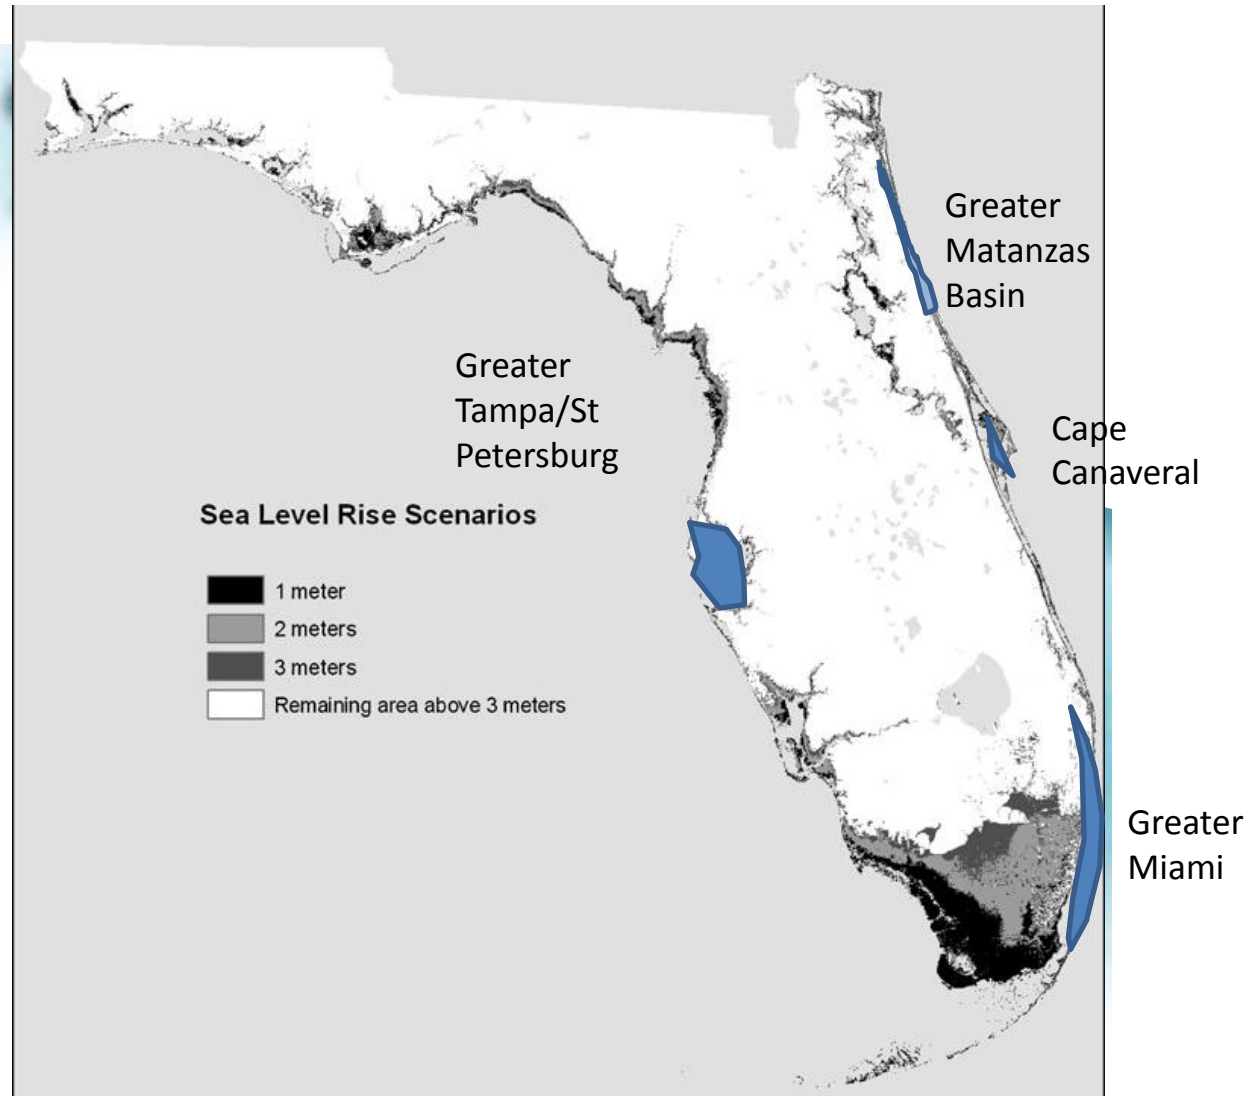 Greater
Matanzas
Basin
Greater
Tampa/St
Petersburg
Cape
Canaveral
Sea Level Rise Scenarios
1 meter
2 meters
3 meters
Remaining area above 3 meters
Greater
Miami